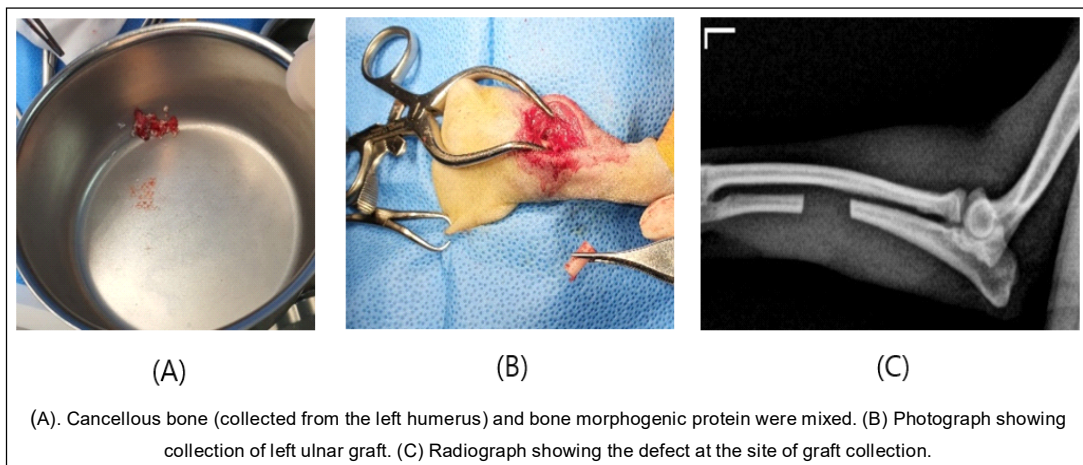 (A)
(B)
(C)
(A). Cancellous bone (collected from the left humerus) and bone morphogenic protein were mixed. (B) Photograph showing
collection of left ulnar graft. (C) Radiograph showing the defect at the site of graft collection.